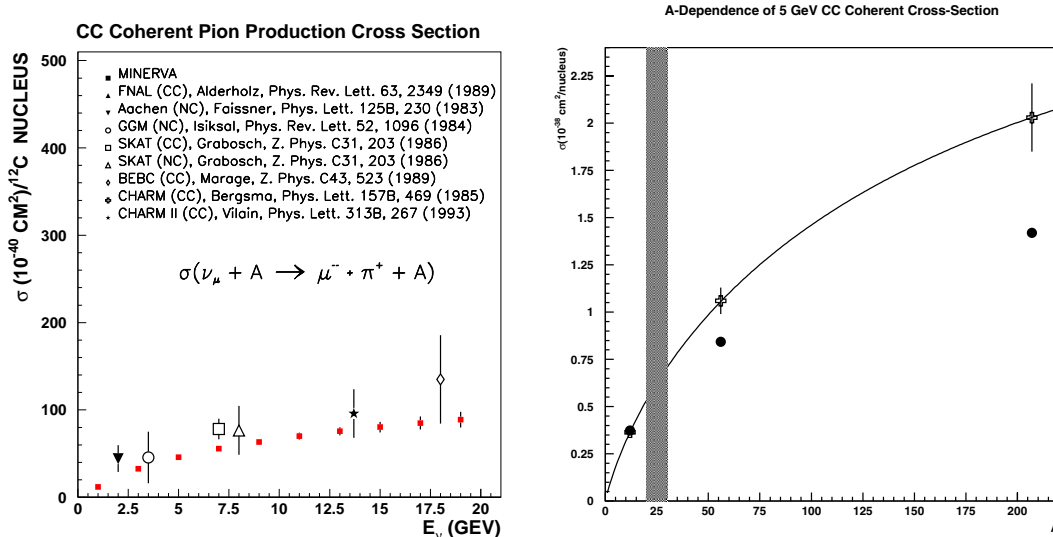 CC Coherent Pion Production Cross Section
σ (10-40 CM2)/12C NUCLEUS
500
400
300
200
100
0
MINERVA
FNAL (CC), Alderholz, Phys. Rev. Lett. 63, 2349 (1989)
Aachen (NC), Faissner, Phys. Lett. 125B, 230 (1983)
GGM (NC), Isiksal, Phys. Rev. Lett. 52, 1096 (1984)
SKAT (CC), Grabosch, Z. Phys. C31, 203 (1986)
SKAT (NC), Grabosch, Z. Phys. C31, 203 (1986)
BEBC (CC), Marage, Z. Phys. C43, 523 (1989)
CHARM (CC), Bergsma, Phys. Lett. 157B, 469 (1985)
CHARM II (CC), Vilain, Phys. Lett. 313B, 267 (1993)
σ(νμ + A → μ- + π+ + A)
0 2.5 5 7.5 10 12.5 15 17.5 20
Eν (GEV)
A-Dependence of 5 GeV CC Coherent Cross-Section
σ(10-38 cm2/nucleus)
2.25
2
1.75
1.5
1.25
1
0.75
0.5
0.25
0
0 25 50 75 100 125 150 175 200